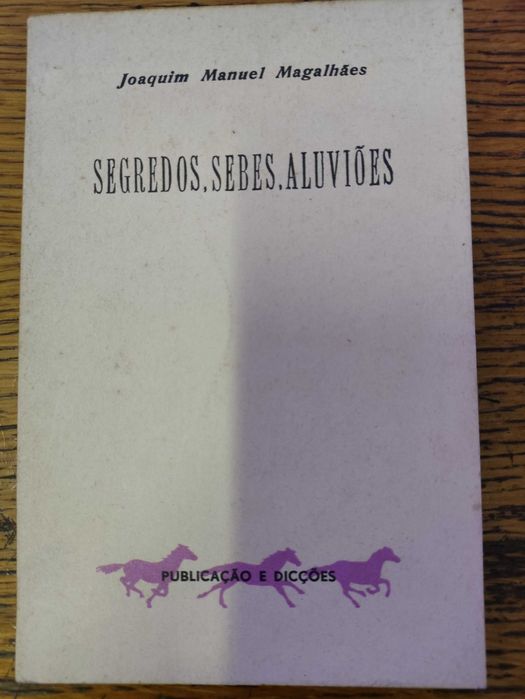 Joaquim Manuel Magalhães
SEGREDOS, SEBES, ALUVIÕES
PUBLICAÇÃO E DICÇÕES